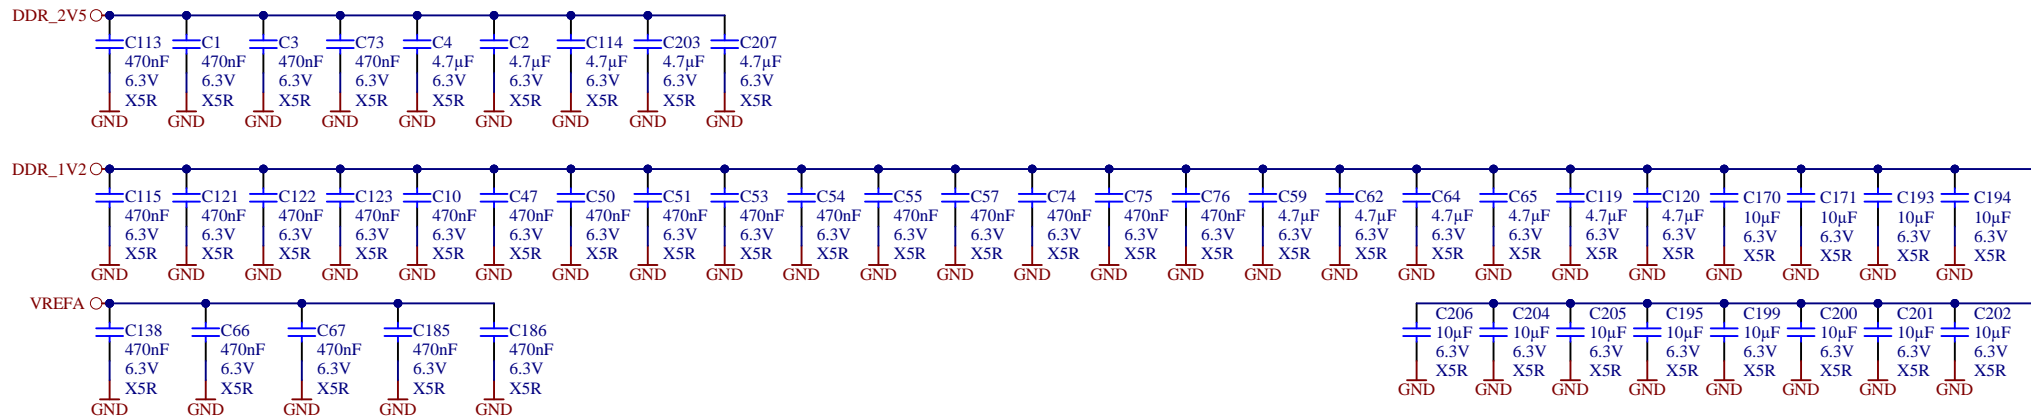 DDR_2V5
C113 C1 C3 C73 C4 C2 C114 C203 C207
470nF 470nF 470nF 470nF 4.7µF 4.7µF 4.7µF 4.7µF 4.7µF
6.3V 6.3V 6.3V 6.3V 6.3V 6.3V 6.3V 6.3V 6.3V
X5R X5R X5R X5R X5R X5R X5R X5R X5R
GND GND GND GND GND GND GND GND GND
DDR_1V2
C115 C121 C122 C123 C10 C47 C50 C51 C53 C54 C55 C57 C74 C75 C76 C59 C62 C64 C65 C119 C120 C170 C171 C193 C194
470nF 470nF 470nF 470nF 470nF 470nF 470nF 470nF 470nF 470nF 470nF 470nF 470nF 470nF 470nF 4.7µF 4.7µF 4.7µF 4.7µF 4.7µF 4.7µF 10µF 10µF 10µF 10µF
6.3V 6.3V 6.3V 6.3V 6.3V 6.3V 6.3V 6.3V 6.3V 6.3V 6.3V 6.3V 6.3V 6.3V 6.3V 6.3V 6.3V 6.3V 6.3V 6.3V 6.3V 6.3V 6.3V 6.3V 6.3V
X5R X5R X5R X5R X5R X5R X5R X5R X5R X5R X5R X5R X5R X5R X5R X5R X5R X5R X5R X5R X5R X5R X5R X5R X5R
GND GND GND GND GND GND GND GND GND GND GND GND GND GND GND GND GND GND GND GND GND GND GND GND GND
VREFA
C138 C66 C67 C185 C186
470nF 470nF 470nF 470nF 470nF
6.3V 6.3V 6.3V 6.3V 6.3V
X5R X5R X5R X5R X5R
GND GND GND GND GND
C206 C204 C205 C195 C199 C200 C201 C202
10µF 10µF 10µF 10µF 10µF 10µF 10µF 10µF
6.3V 6.3V 6.3V 6.3V 6.3V 6.3V 6.3V 6.3V
X5R X5R X5R X5R X5R X5R X5R X5R
GND GND GND GND GND GND GND GND